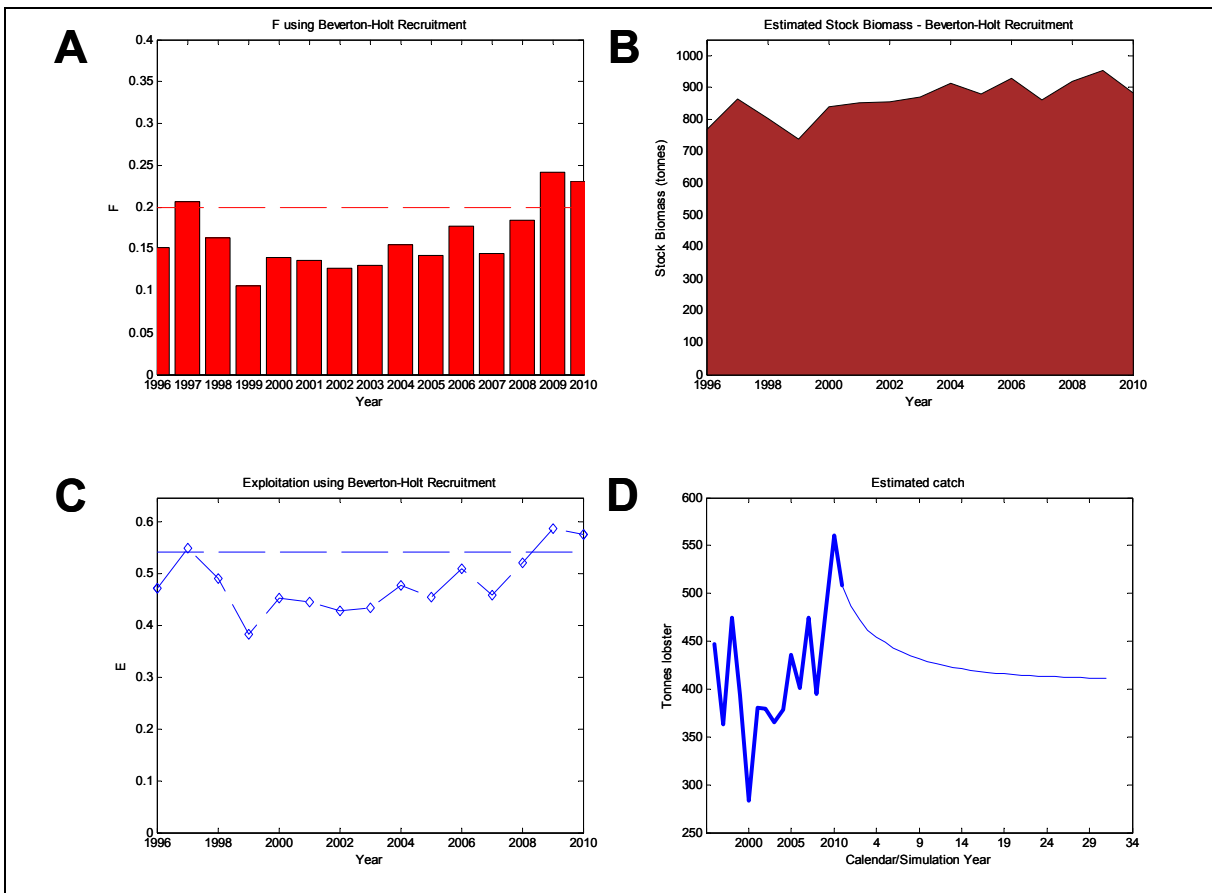 A
F using Beverton-Holt Recruitment
0.4
0.35
0.3
0.25
0.2
0.15
0.1
0.05
0
F
1996 1997 1998 1999 2000 2001 2002 2003 2004 2005 2006 2007 2008 2009 2010
Year
B
Estimated Stock Biomass - Beverton-Holt Recruitment
1000
900
800
700
600
500
400
300
200
100
0
Stock Biomass (tonnes)
1996 1998 2000 2002 2004 2006 2008 2010
Year
C
Exploitation using Beverton-Holt Recruitment
0.6
0.5
0.4
0.3
0.2
0.1
0
E
1996 1998 2000 2002 2004 2006 2008 2010
Year
D
Estimated catch
600
550
500
450
400
350
300
250
Tonnes lobster
2000 2005 2010 4 9 14 19 24 29 34
Calendar/Simulation Year